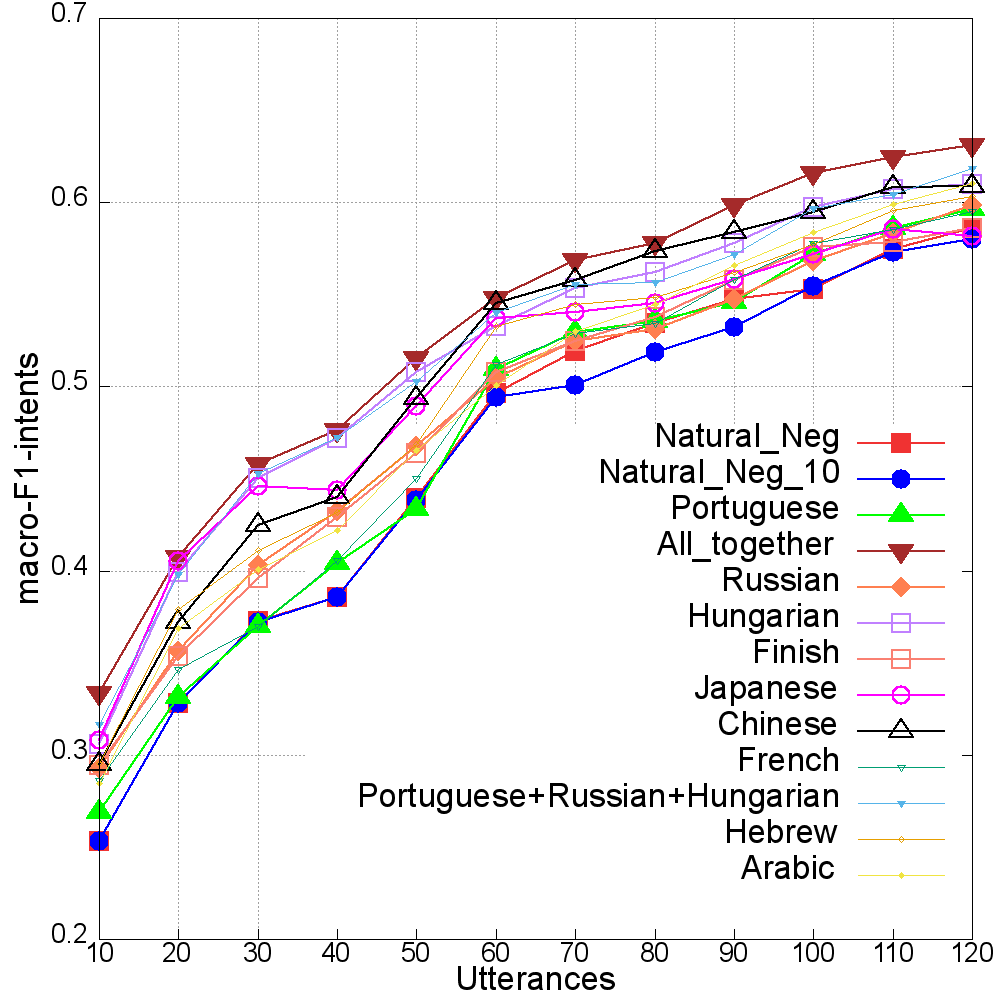 0.7
0.6
0.5
0.4
0.3
0.2
macro-F1-intents
Natural_Neg
Natural_Neg_10
Portuguese
All_together
Russian
Hungarian
Finish
Japanese
Chinese
French
Portuguese+Russian+Hungarian
Hebrew
Arabic
10 20 30 40 50 60 70 80 90 100 110 120
Utterances